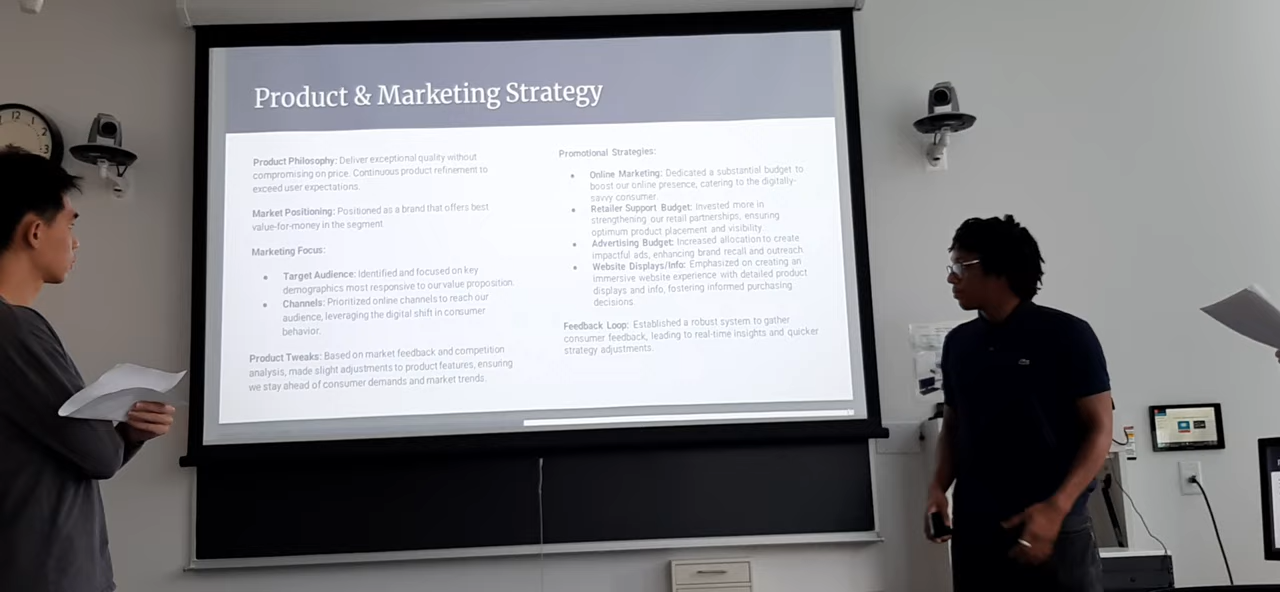 Product & Marketing Strategy
Product Philosophy: Deliver exceptional quality without
compromising on price. Continuous product refinement to
exceed user expectations.
Market Positioning: Positioned as a brand that offers best
value-for-money in the segment
Marketing Focus:
Target Audience: Identified and focused on key
demographics most responsive to our value proposition.
Channels: Prioritized online channels to reach our
audience, leveraging the digital shift in consumer
behavior.
Product Tweaks: Based on market feedback and competition
analysis, made slight adjustments to product features, ensuring
we stay ahead of consumer demands and market trends.
Promotional Strategies:
Online Marketing: Dedicated a substantial budget to
boost our online presence, catering to the digitally-
savvy consumer.
Retailer Support Budget: Invested more in
strengthening our retail partnerships, ensuring
optimum product placement and visibility
Advertising Budget: Increased allocation to create
impactful ads, enhancing brand recall and outreach.
Website Displays/Info: Emphasized on creating an
immersive website experience with detailed product
displays and info, fostering informed purchasing
decisions.
Feedback Loop: Established a robust system to gather
consumer feedback, leading to real-time insights and quicker
strategy adjustments.
12
1
2
3